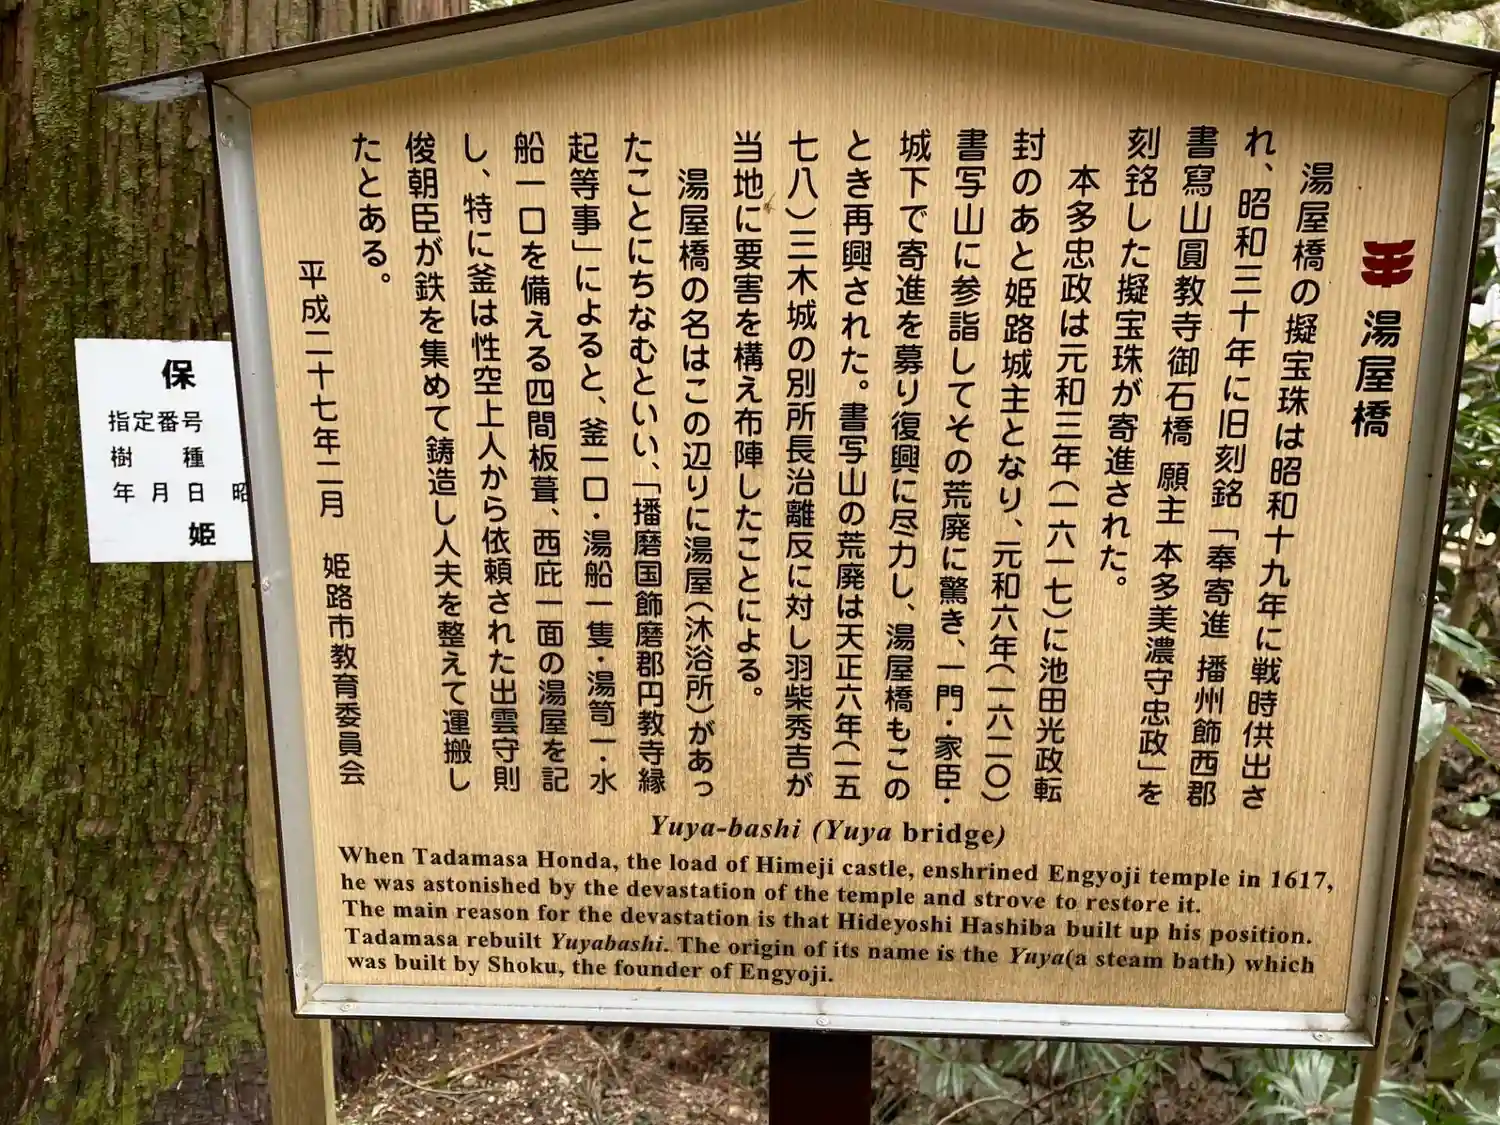 湯屋橋
湯屋橋の擬宝珠は昭和十九年に戦時供出さ
れ、昭和三十年に旧刻銘「奉寄進 播州飾西郡
書寫山圓教寺御石橋 願主 本多美濃守忠政」を
刻銘した擬宝珠が寄進された。
本多忠政は元和三年(一六一七)に池田光政転
封のあと姫路城主となり、元和六年(一六二〇)
書写山に参詣してその荒廃に驚き、一門・家臣・
城下で寄進を募り復興に尽力し、湯屋橋もこの
とき再興された。書写山の荒廃は天正六年(一五
七八)三木城の別所長治離反に対し羽柴秀吉が
当地に要害を構え布陣したことによる。
湯屋橋の名はこの辺りに湯屋(沐浴所)があっ
たことにちなむといい、「播磨国飾磨郡円教寺縁
起等事」によると、釜一口・湯船一隻・湯笥一・水
船一口を備える四間板葺、西庇一面の湯屋を記
し、特に釜は性空上人から依頼された出雲守則
俊朝臣が鉄を集めて鋳造し人夫を整えて運搬し
たとある。
平成二十七年二月 姫路市教育委員会
Yuya-bashi (Yuya bridge)
When Tadamasa Honda, the load of Himeji castle, enshrined Engyoji temple in 1617,
he was astonished by the devastation of the temple and strove to restore it.
The main reason for the devastation is that Hideyoshi Hashiba built up his position.
Tadamasa rebuilt Yuyabashi. The origin of its name is the Yuya(a steam bath) which
was built by Shoku, the founder of Engyoji.
保
指定番号
樹 種
年月日 昭
姫